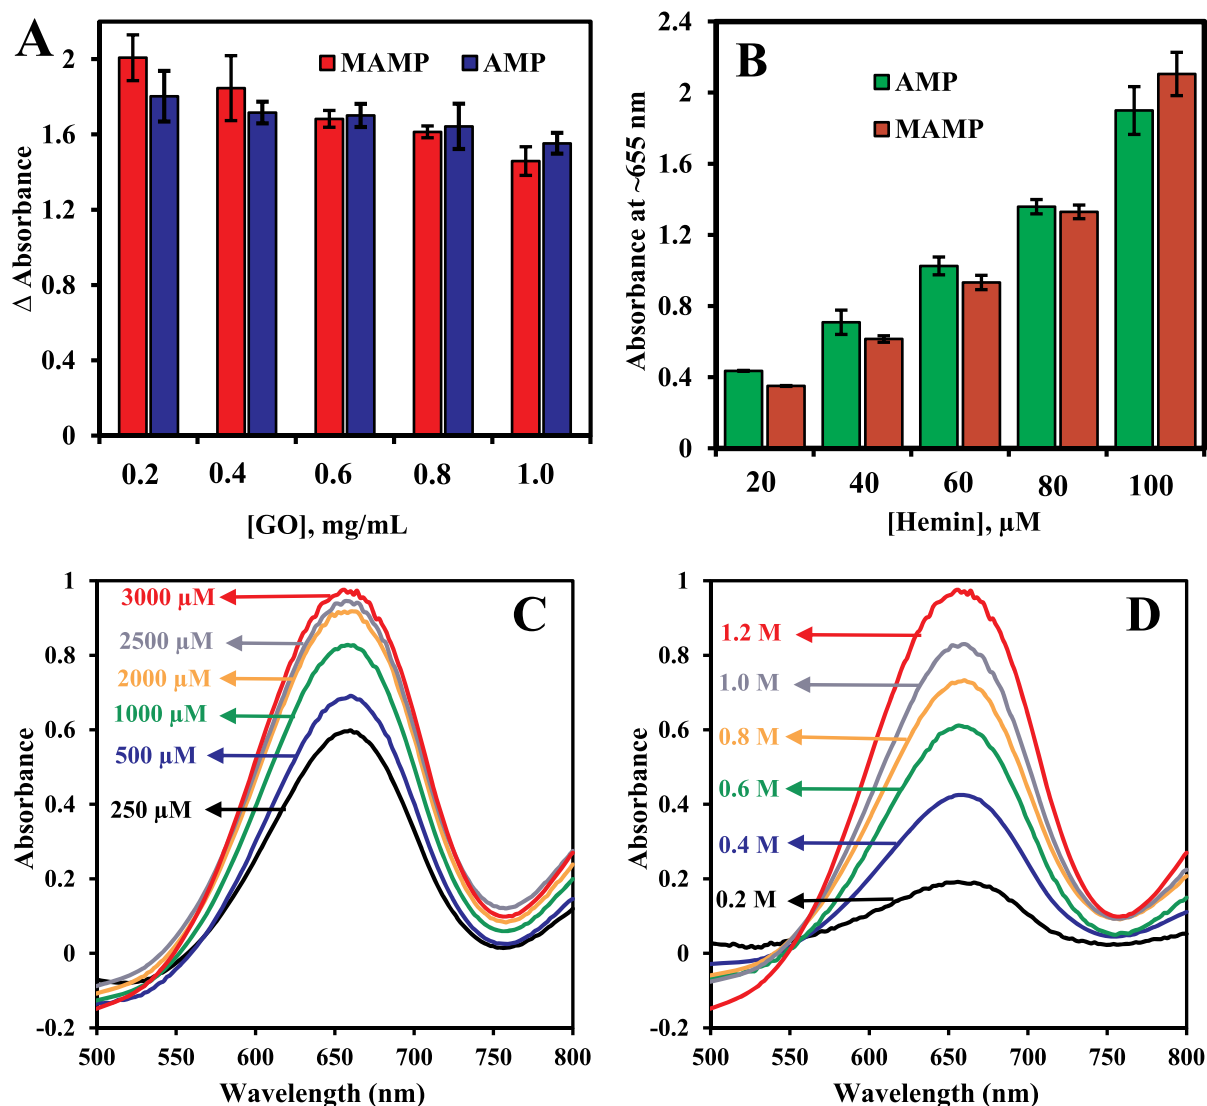 A
MAMP
AMP
Δ Absorbance
2
1.6
1.2
0.8
0.4
0
0.2
0.4
0.6
0.8
1.0
[GO], mg/mL
B
AMP
MAMP
Absorbance at ~655 nm
2.4
2
1.6
1.2
0.8
0.4
0
20
40
60
80
100
[Hemin], µM
C
3000 µM
2500 µM
2000 µM
1000 µM
500 µM
250 µM
Absorbance
1
0.8
0.6
0.4
0.2
0
-0.2
500
550
600
650
700
750
800
Wavelength (nm)
D
1.2 M
1.0 M
0.8 M
0.6 M
0.4 M
0.2 M
Absorbance
1
0.8
0.6
0.4
0.2
0
-0.2
500
550
600
650
700
750
800
Wavelength (nm)